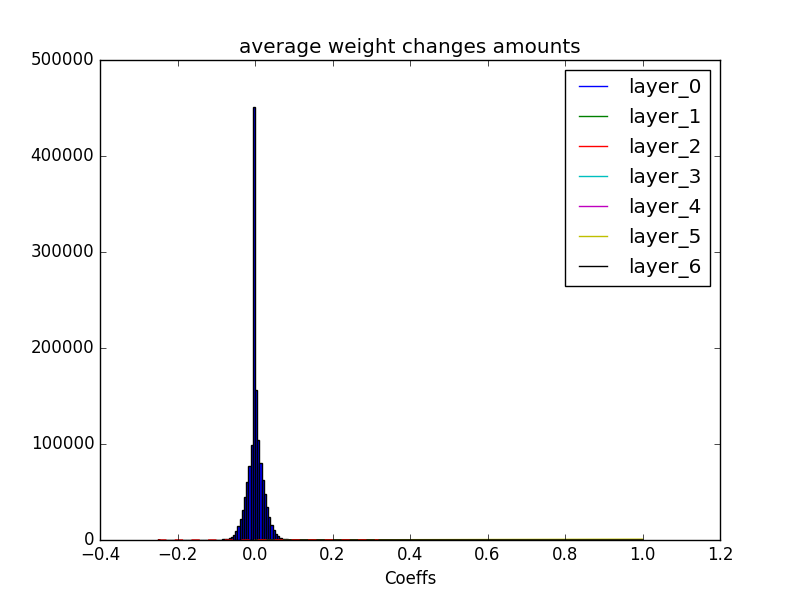 average weight changes amounts
500000
400000
300000
200000
100000
0
−0.4 −0.2 0.0 0.2 0.4 0.6 0.8 1.0 1.2
Coeffs
layer_0
layer_1
layer_2
layer_3
layer_4
layer_5
layer_6